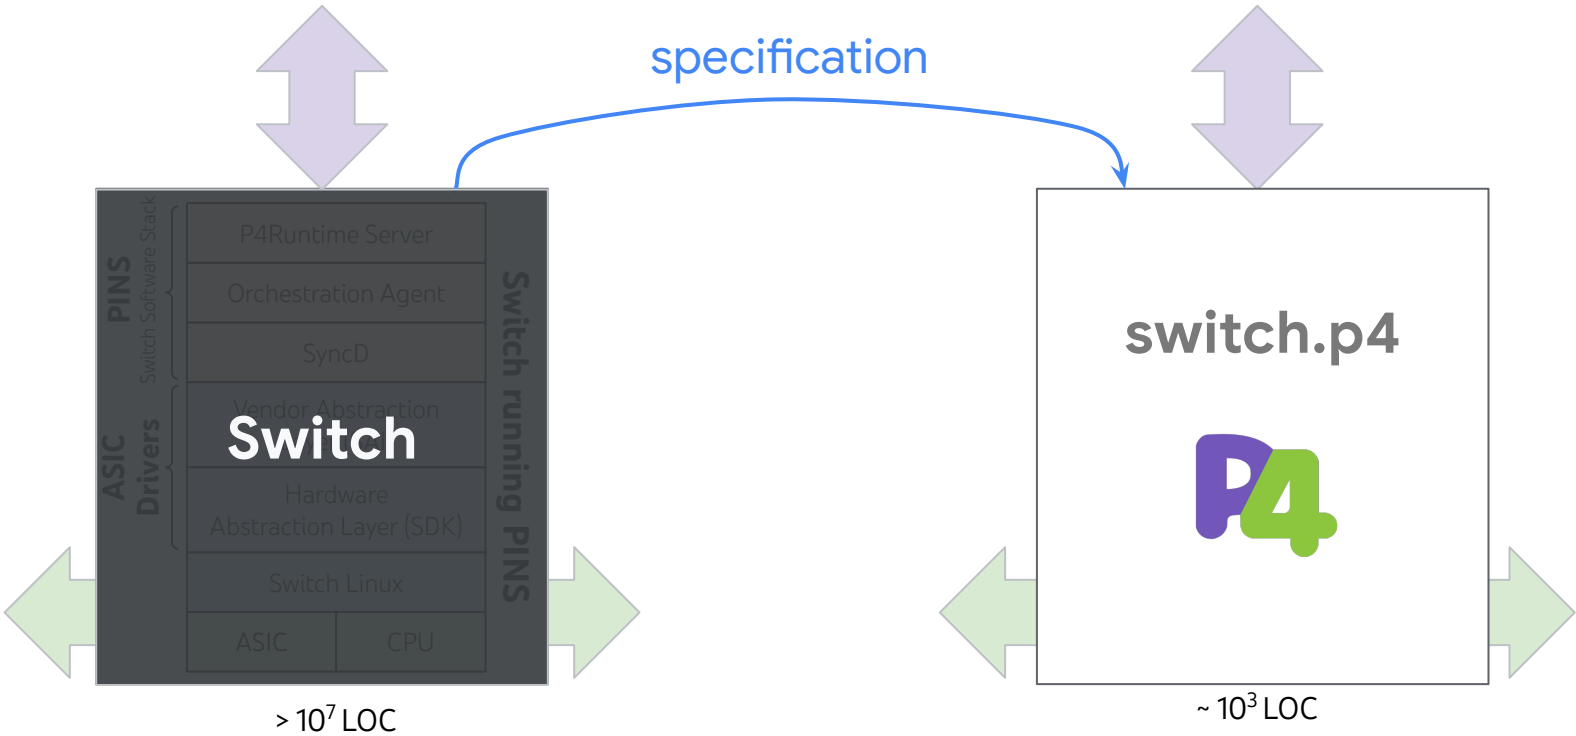 specification
P4Runtime Server
Orchestration Agent
SyncD
Vendor Abstraction
Hardware
Abstraction Layer (SDK)
Switch Linux
ASIC
CPU
PINS
Switch Software Stack
ASIC
Drivers
Switch running PINS
Switch
> 10⁷ LOC
switch.p4
P4
~ 10³ LOC